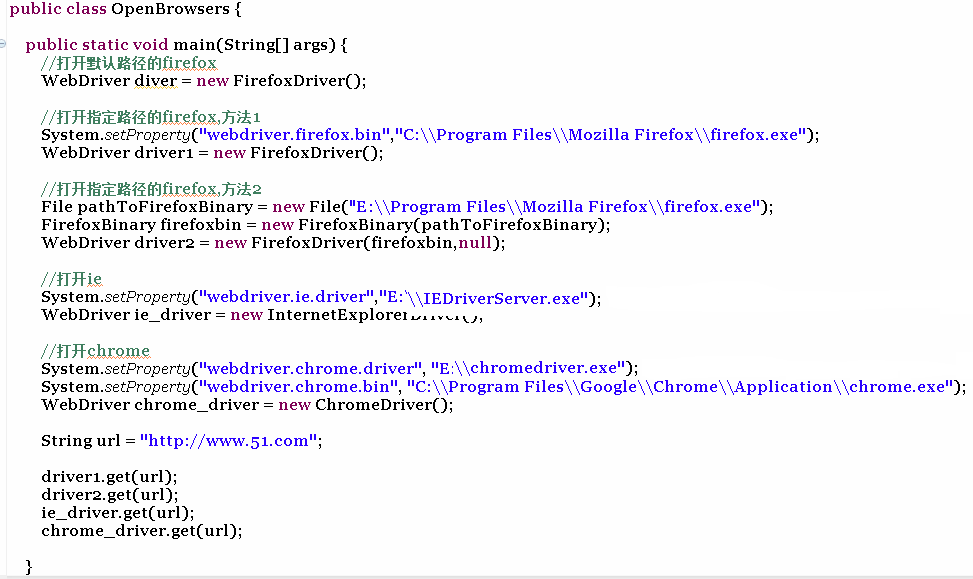 public class OpenBrowsers {
public static void main(String[] args) {
//打开默认路径的firefox
WebDriver diver = new FirefoxDriver();
//打开指定路径的firefox,方法1
System.setProperty("webdriver.firefox.bin","C:\\Program Files\\Mozilla Firefox\\firefox.exe");
WebDriver driver1 = new FirefoxDriver();
//打开指定路径的firefox,方法2
File pathToFirefoxBinary = new File("E:\\Program Files\\Mozilla Firefox\\firefox.exe");
FirefoxBinary firefoxbin = new FirefoxBinary(pathToFirefoxBinary);
WebDriver driver2 = new FirefoxDriver(firefoxbin,null);
//打开ie
System.setProperty("webdriver.ie.driver","E:\\IEDriverServer.exe");
WebDriver ie_driver = new InternetExplorerDriver();
//打开chrome
System.setProperty("webdriver.chrome.driver", "E:\\chromedriver.exe");
System.setProperty("webdriver.chrome.bin", "C:\\Program Files\\Google\\Chrome\\Application\\chrome.exe");
WebDriver chrome_driver = new ChromeDriver();
String url = "http://www.51.com";
driver1.get(url);
driver2.get(url);
ie_driver.get(url);
chrome_driver.get(url);
}